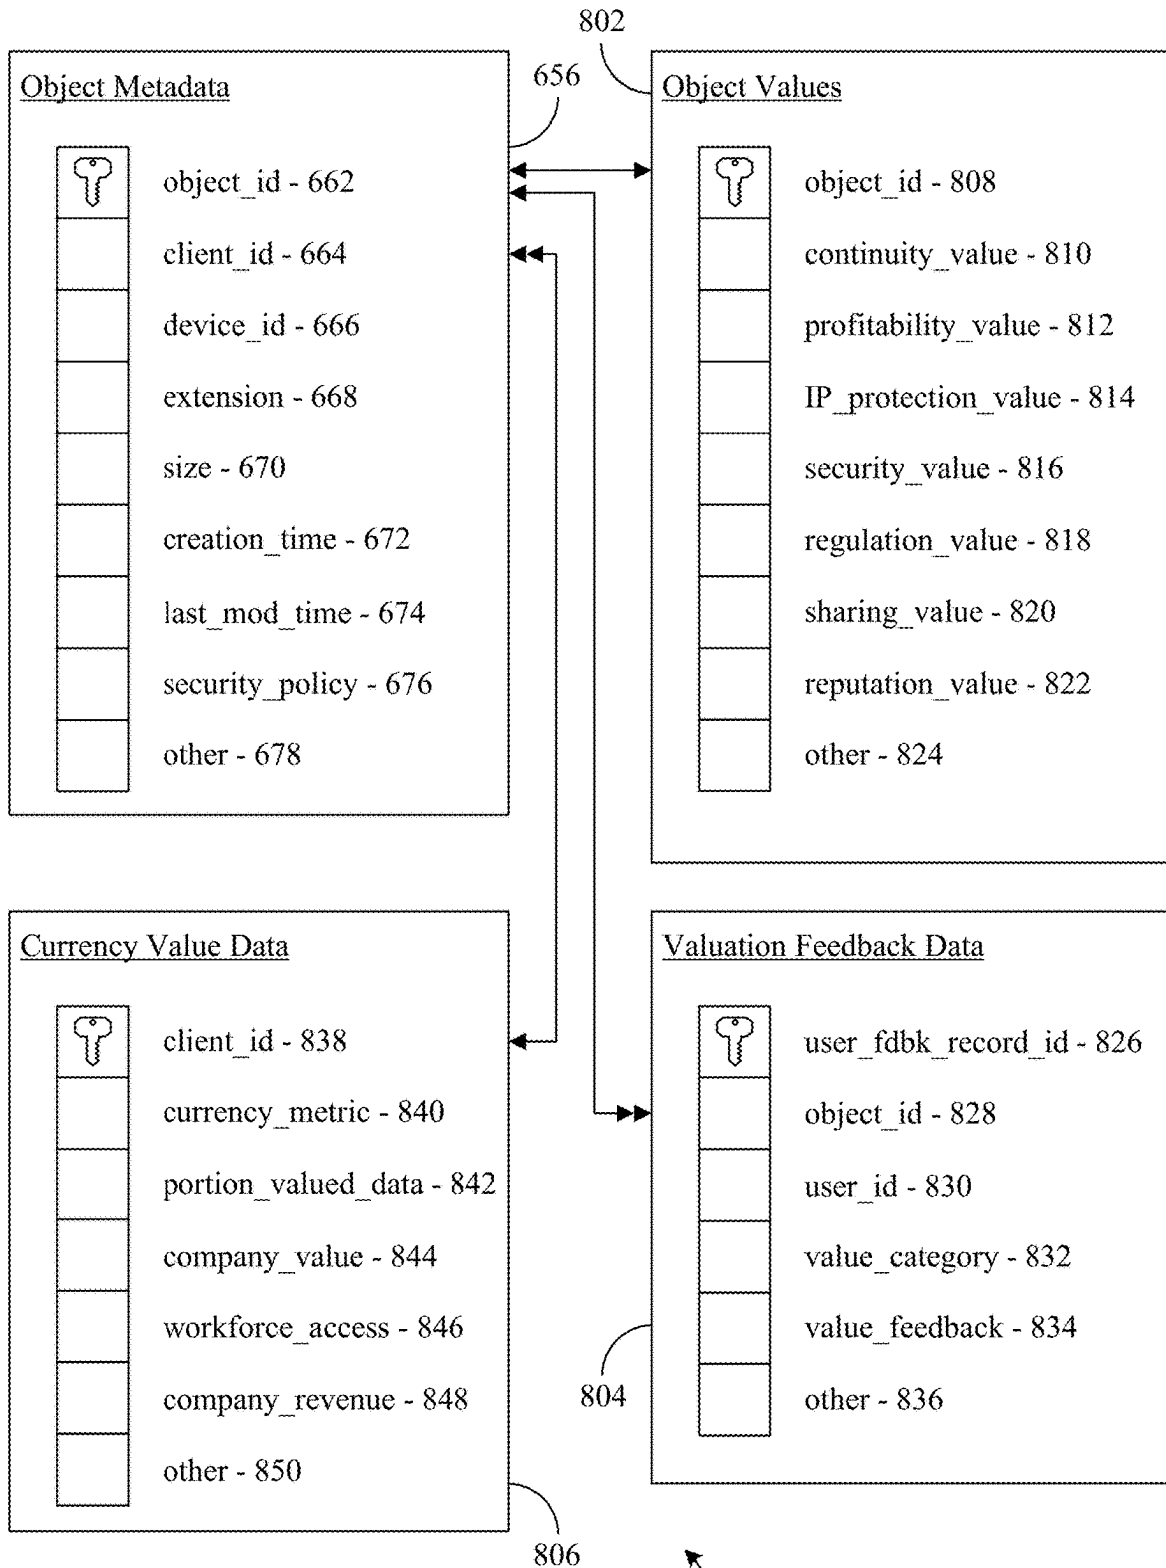 802
Object Metadata
656
object_id - 662
client_id - 664
device_id - 666
extension - 668
size - 670
creation_time - 672
last_mod_time - 674
security_policy - 676
other - 678
Object Values
object_id - 808
continuity_value - 810
profitability_value - 812
IP_protection_value - 814
security_value - 816
regulation_value - 818
sharing_value - 820
reputation_value - 822
other - 824
Currency Value Data
client_id - 838
currency_metric - 840
portion_valued_data - 842
company_value - 844
workforce_access - 846
company_revenue - 848
other - 850
806
Valuation Feedback Data
user_fdbk_record_id - 826
object_id - 828
user_id - 830
value_category - 832
value_feedback - 834
other - 836
804